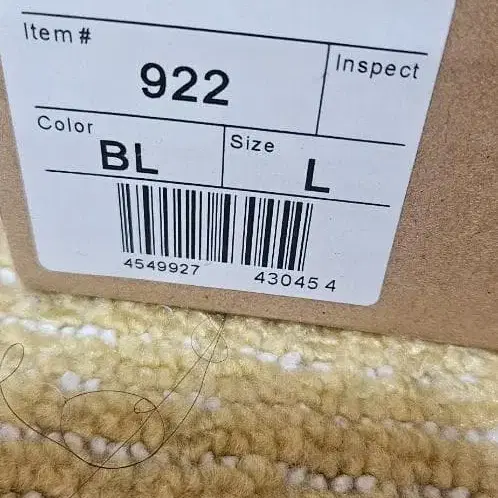 Item #
922
Inspect
Color
BL
Size
L
4549927 43045 4